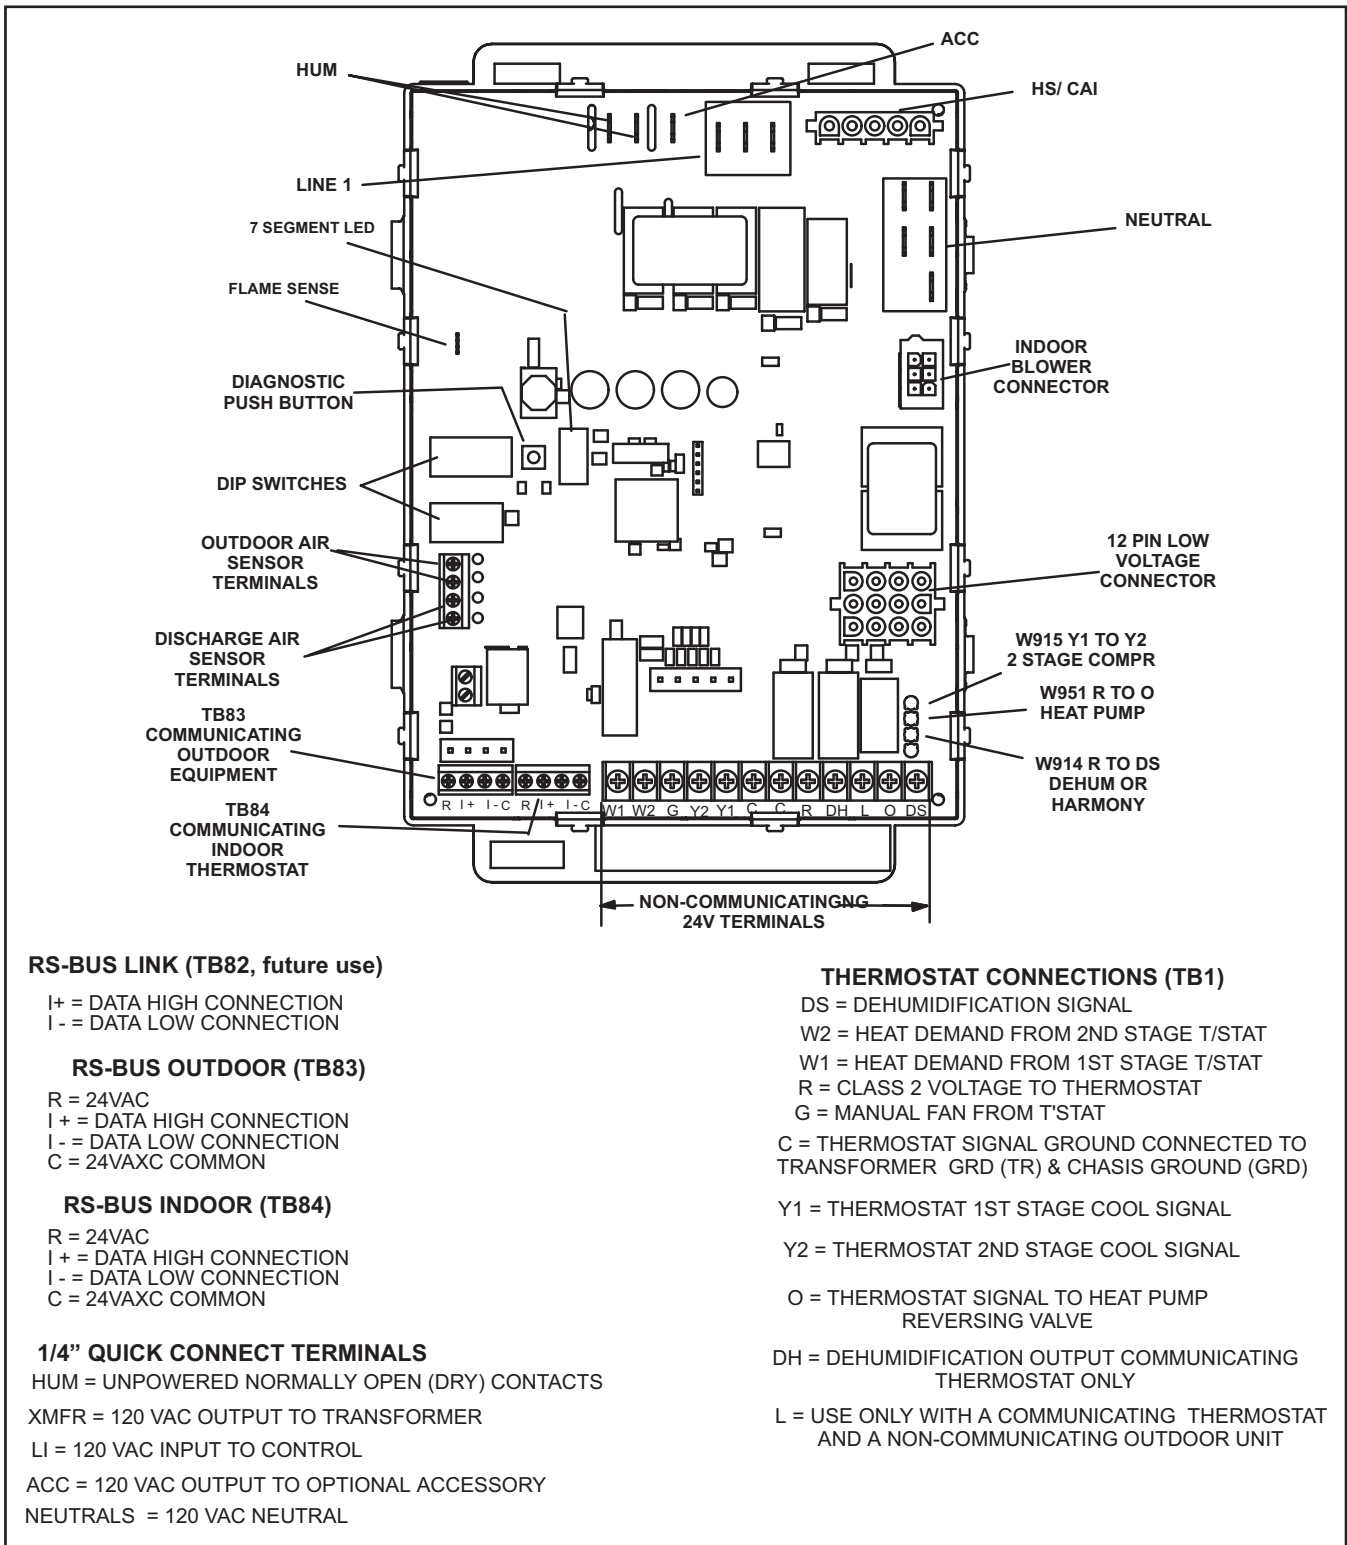 ACC
HUM
HS/ CAI
LINE 1
7 SEGMENT LED
NEUTRAL
FLAME SENSE
INDOOR
BLOWER
CONNECTOR
DIAGNOSTIC
PUSH BUTTON
DIP SWITCHES
OUTDOOR AIR
SENSOR
TERMINALS
12 PIN LOW
VOLTAGE
CONNECTOR
DISCHARGE AIR
SENSOR
TERMINALS
W915 Y1 TO Y2
2 STAGE COMPR
W951 R TO O
HEAT PUMP
TB83
COMMUNICATING
OUTDOOR
EQUIPMENT
W914 R TO DS
DEHUM OR
HARMONY
TB84
COMMUNICATING
INDOOR
THERMOSTAT
R I+ I - C R I + I - C W1 W2 G Y2 Y1 C C R DH L O DS
NON-COMMUNICATINGNG
24V TERMINALS
RS-BUS LINK (TB82, future use)
I+ = DATA HIGH CONNECTION
I - = DATA LOW CONNECTION
RS-BUS OUTDOOR (TB83)
R = 24VAC
I + = DATA HIGH CONNECTION
I - = DATA LOW CONNECTION
C = 24VAXC COMMON
RS-BUS INDOOR (TB84)
R = 24VAC
I + = DATA HIGH CONNECTION
I - = DATA LOW CONNECTION
C = 24VAXC COMMON
1/4” QUICK CONNECT TERMINALS
HUM = UNPOWERED NORMALLY OPEN (DRY) CONTACTS
XMFR = 120 VAC OUTPUT TO TRANSFORMER
LI = 120 VAC INPUT TO CONTROL
ACC = 120 VAC OUTPUT TO OPTIONAL ACCESSORY
NEUTRALS = 120 VAC NEUTRAL
THERMOSTAT CONNECTIONS (TB1)
DS = DEHUMIDIFICATION SIGNAL
W2 = HEAT DEMAND FROM 2ND STAGE T/STAT
W1 = HEAT DEMAND FROM 1ST STAGE T/STAT
R = CLASS 2 VOLTAGE TO THERMOSTAT
G = MANUAL FAN FROM T'STAT
C = THERMOSTAT SIGNAL GROUND CONNECTED TO
TRANSFORMER GRD (TR) & CHASIS GROUND (GRD)
Y1 = THERMOSTAT 1ST STAGE COOL SIGNAL
Y2 = THERMOSTAT 2ND STAGE COOL SIGNAL
O = THERMOSTAT SIGNAL TO HEAT PUMP
REVERSING VALVE
DH = DEHUMIDIFICATION OUTPUT COMMUNICATING
THERMOSTAT ONLY
L = USE ONLY WITH A COMMUNICATING THERMOSTAT
AND A NON-COMMUNICATING OUTDOOR UNIT